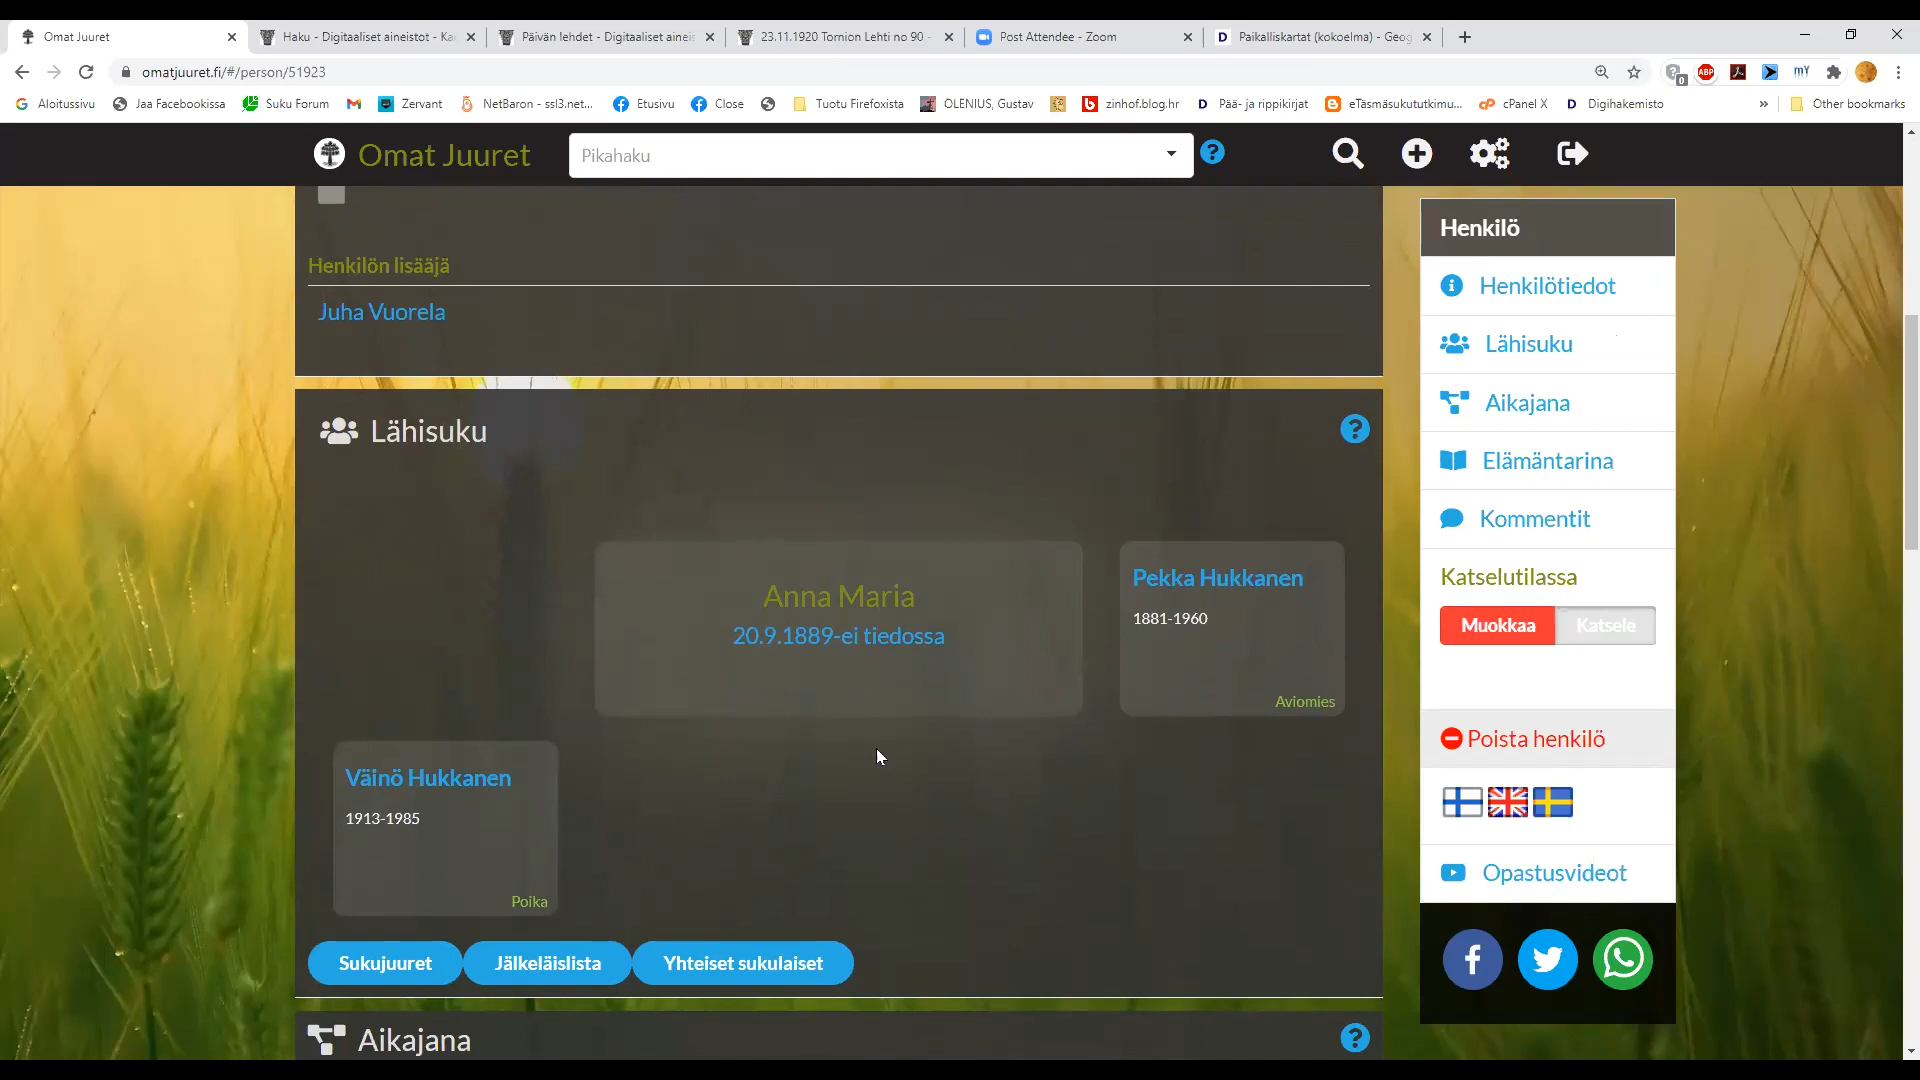 Omat Juuret
Haku - Digitaaliset aineistot - Ka
Päivän lehdet - Digitaaliset aineis
23.11.1920 Tornion Lehti no 90 -
Post Attendee - Zoom
Paikalliskartat (kokoelma) - Geog
omatjuuret.fi/#/person/51923
0
ABP
mY
Aloitussivu
Jaa Facebookissa
Suku Forum
Zervant
NetBaron - ssl3.net...
Etusivu
Close
Tuotu Firefoxista
OLENIUS, Gustav
zinhof.blog.hr
Pää- ja rippikirjat
eTäsmäsukututkimu...
cPanel X
Digihakemisto
»
Other bookmarks
Omat Juuret
Pikahaku
Henkilön lisääjä
Juha Vuorela
Lähisuku
Anna Maria
20.9.1889-ei tiedossa
Pekka Hukkanen
1881-1960
Aviomies
Väinö Hukkanen
1913-1985
Poika
Sukujuuret
Jälkeläislista
Yhteiset sukulaiset
Aikajana
Henkilö
Henkilötiedot
Lähisuku
Aikajana
Elämäntarina
Kommentit
Katselutilassa
Muokkaa
Katsele
Poista henkilö
Opastusvideot